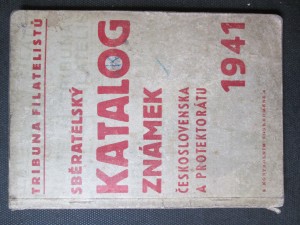 TRIBUNA FILATELISTŮ
SBĚRATELSKÝ
KATALOG
ZNÁMEK
ČESKOSLOVENSKA
A PROTEKTORÁTU
1941